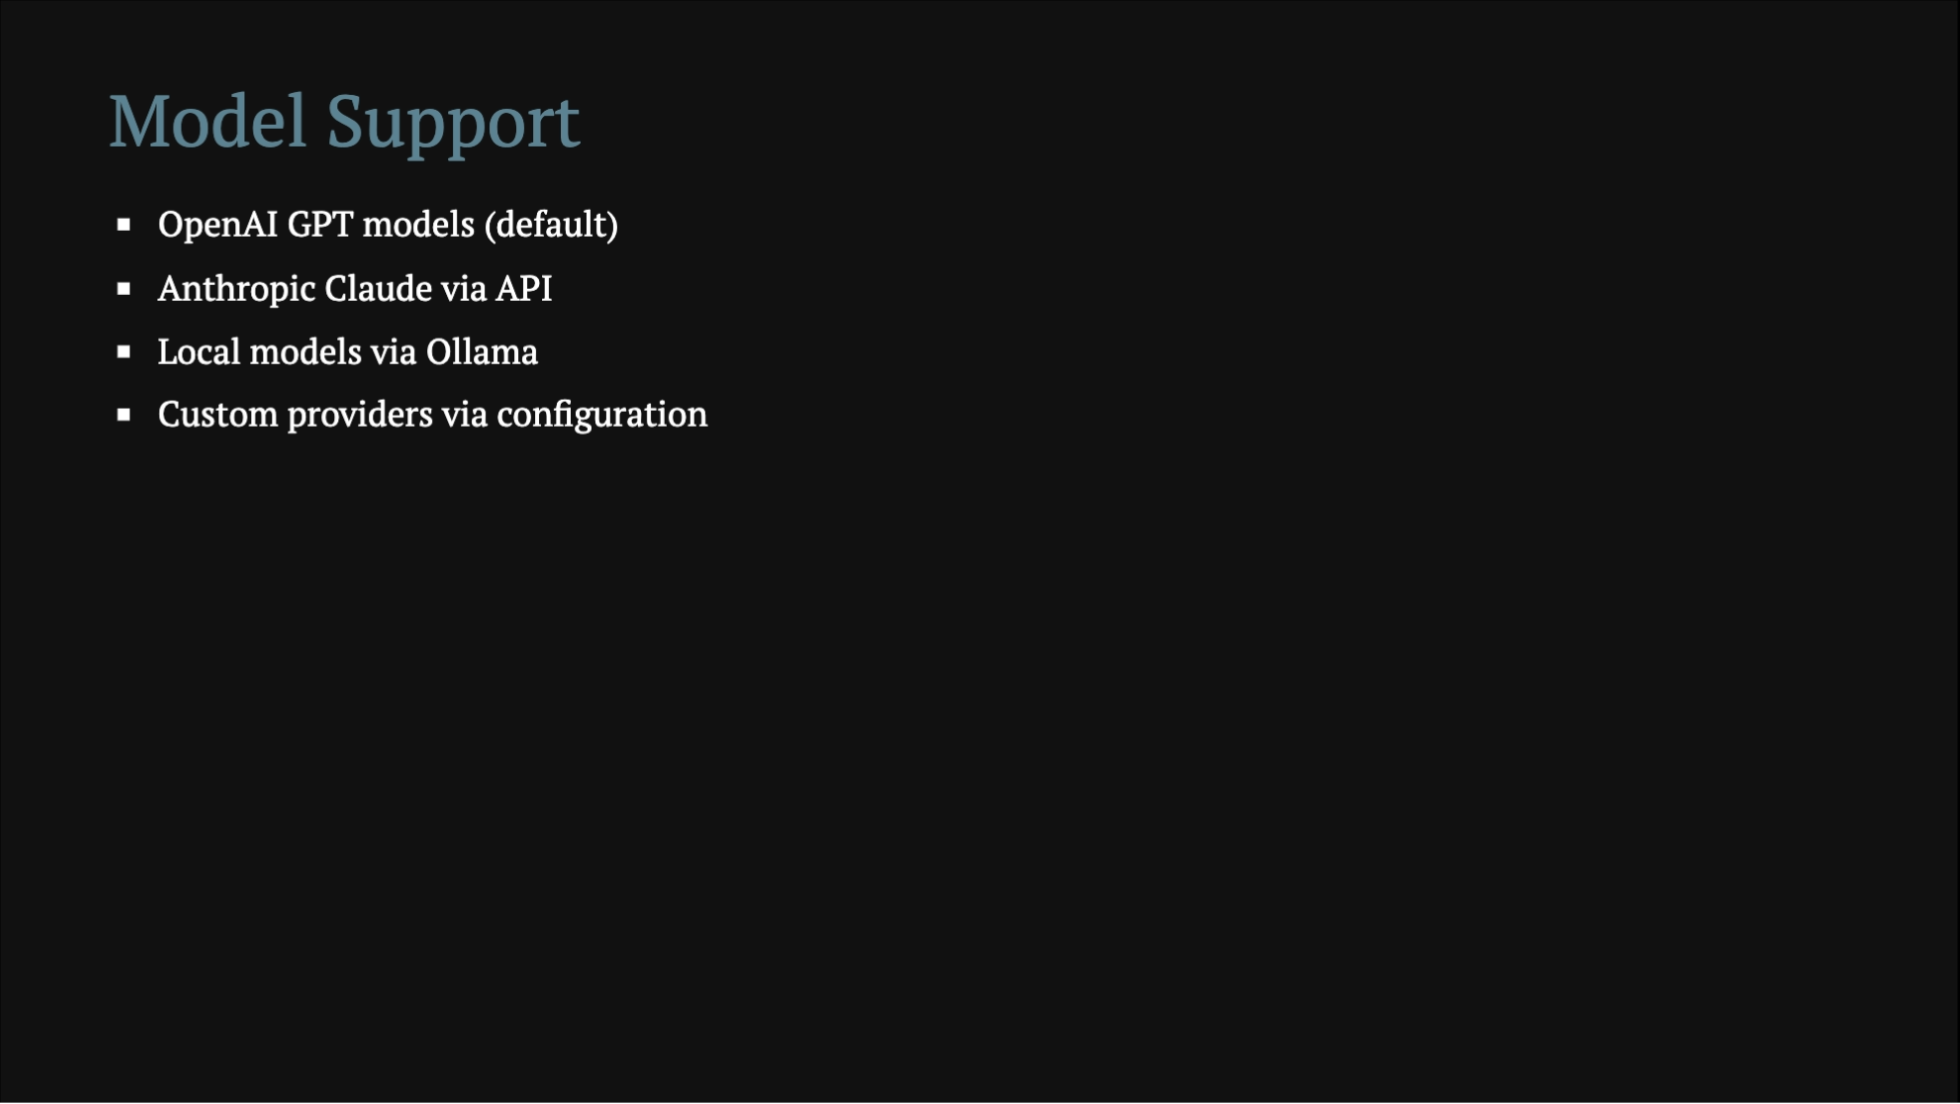 Model Support
▪ OpenAI GPT models (default)
▪ Anthropic Claude via API
▪ Local models via Ollama
▪ Custom providers via configuration